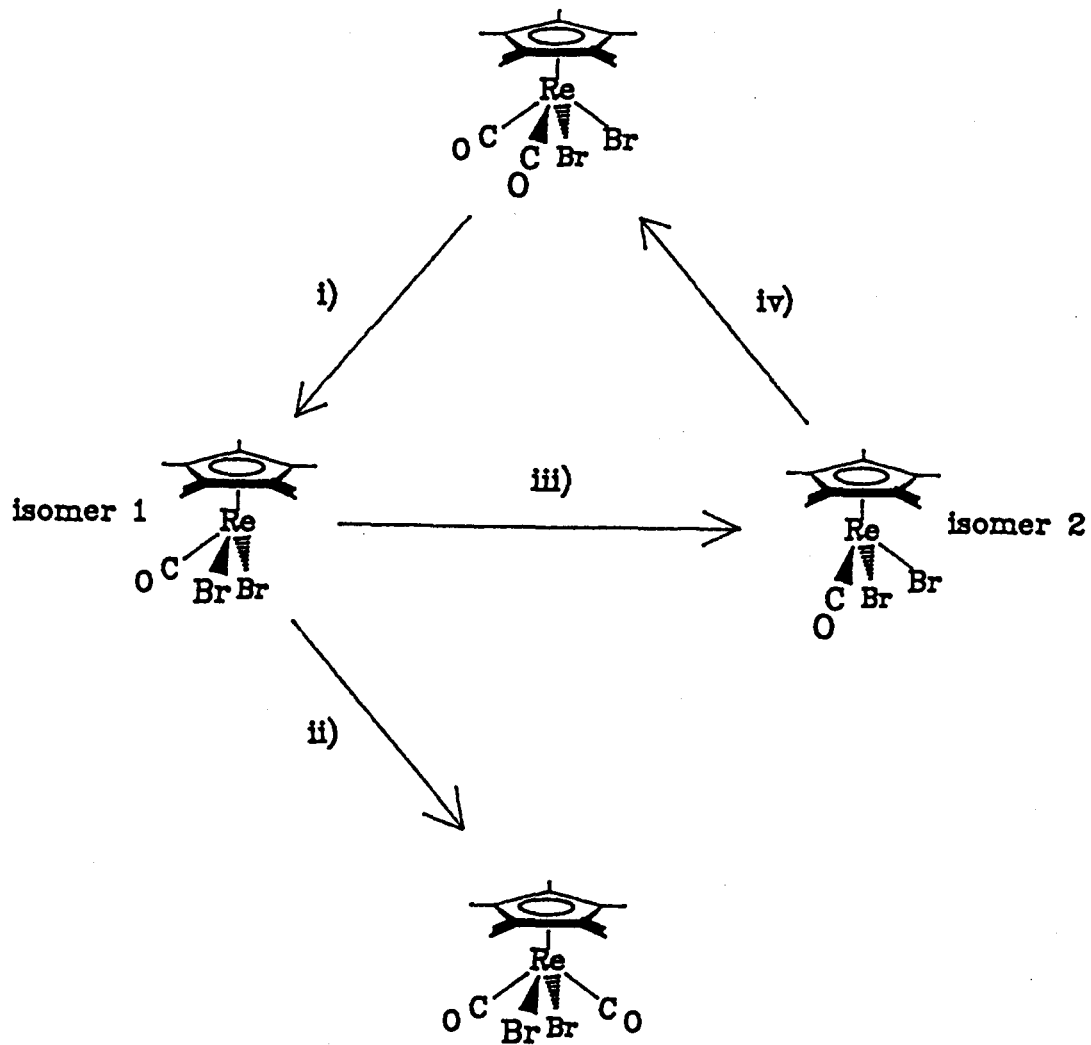 Re
O C
C Br Br
O
i)
iv)
isomer 1
Re
O C
Br Br
iii)
Re
isomer 2
Br
C Br
O
ii)
Re
O C
Br Br
C O